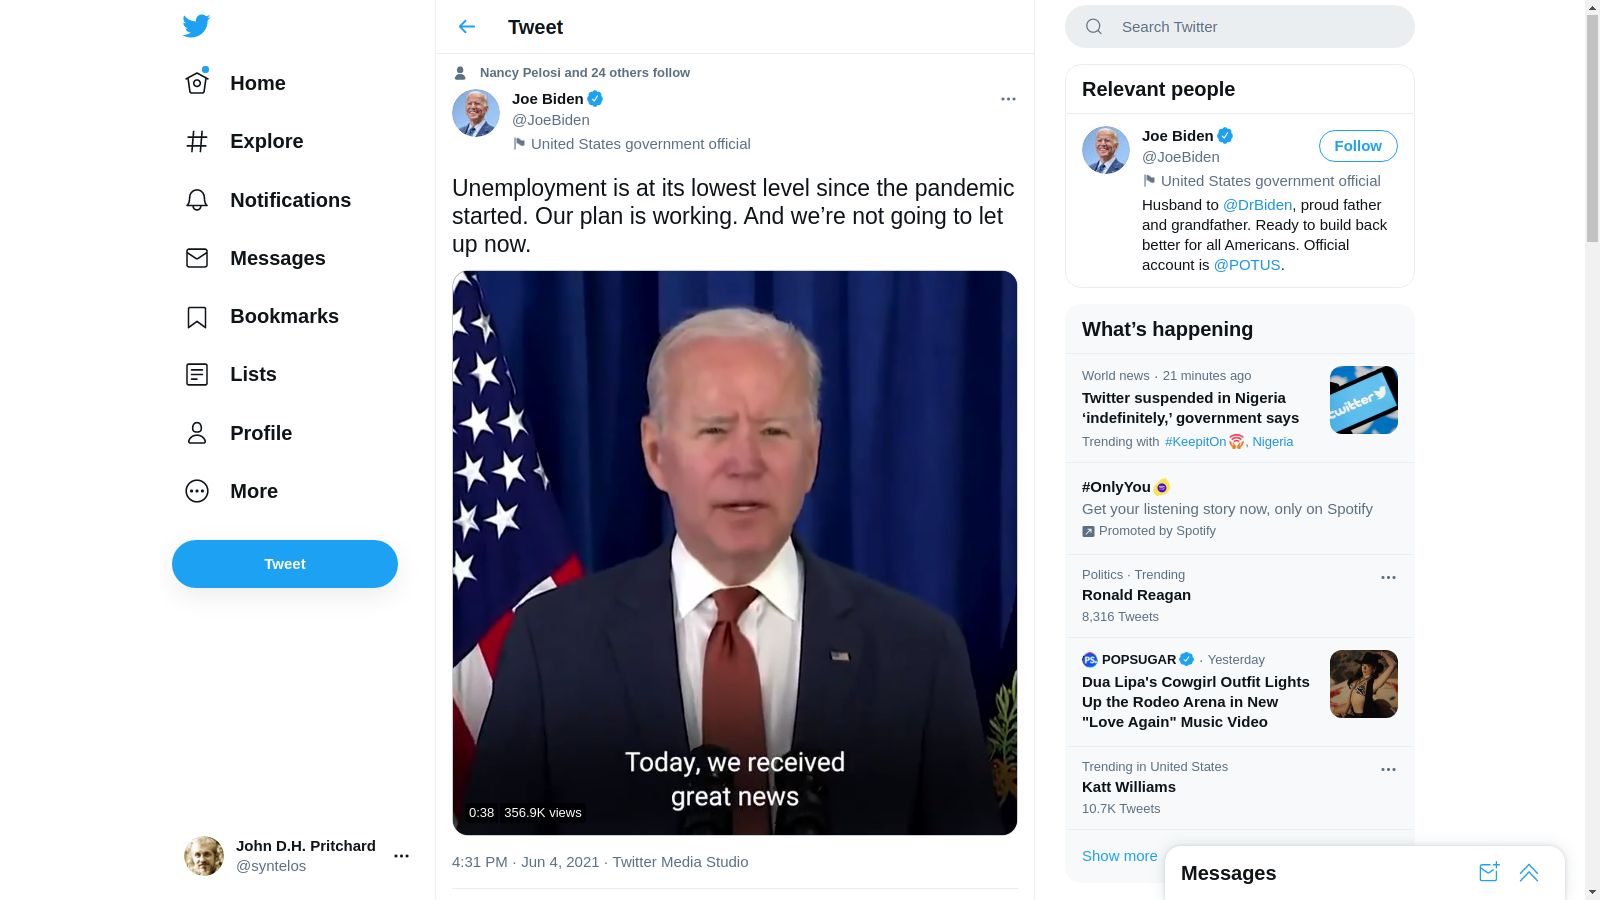 Home
Explore
Notifications
Messages
Bookmarks
Lists
Profile
More
Tweet
John D.H. Pritchard
@syntelos
Tweet
Nancy Pelosi and 24 others follow
Joe Biden
@JoeBiden
United States government official
Unemployment is at its lowest level since the pandemic
started. Our plan is working. And we’re not going to let
up now.
Today, we received
great news
0:38 356.9K views
4:31 PM · Jun 4, 2021 · Twitter Media Studio
Search Twitter
Relevant people
Joe Biden
@JoeBiden
Follow
United States government official
Husband to @DrBiden, proud father
and grandfather. Ready to build back
better for all Americans. Official
account is @POTUS.
What’s happening
World news · 21 minutes ago
Twitter suspended in Nigeria
‘indefinitely,’ government says
Trending with #KeepitOn, Nigeria
twitter
#OnlyYou
Get your listening story now, only on Spotify
Promoted by Spotify
Politics · Trending
Ronald Reagan
8,316 Tweets
PS.
POPSUGAR · Yesterday
Dua Lipa's Cowgirl Outfit Lights
Up the Rodeo Arena in New
"Love Again" Music Video
Trending in United States
Katt Williams
10.7K Tweets
Show more
Messages